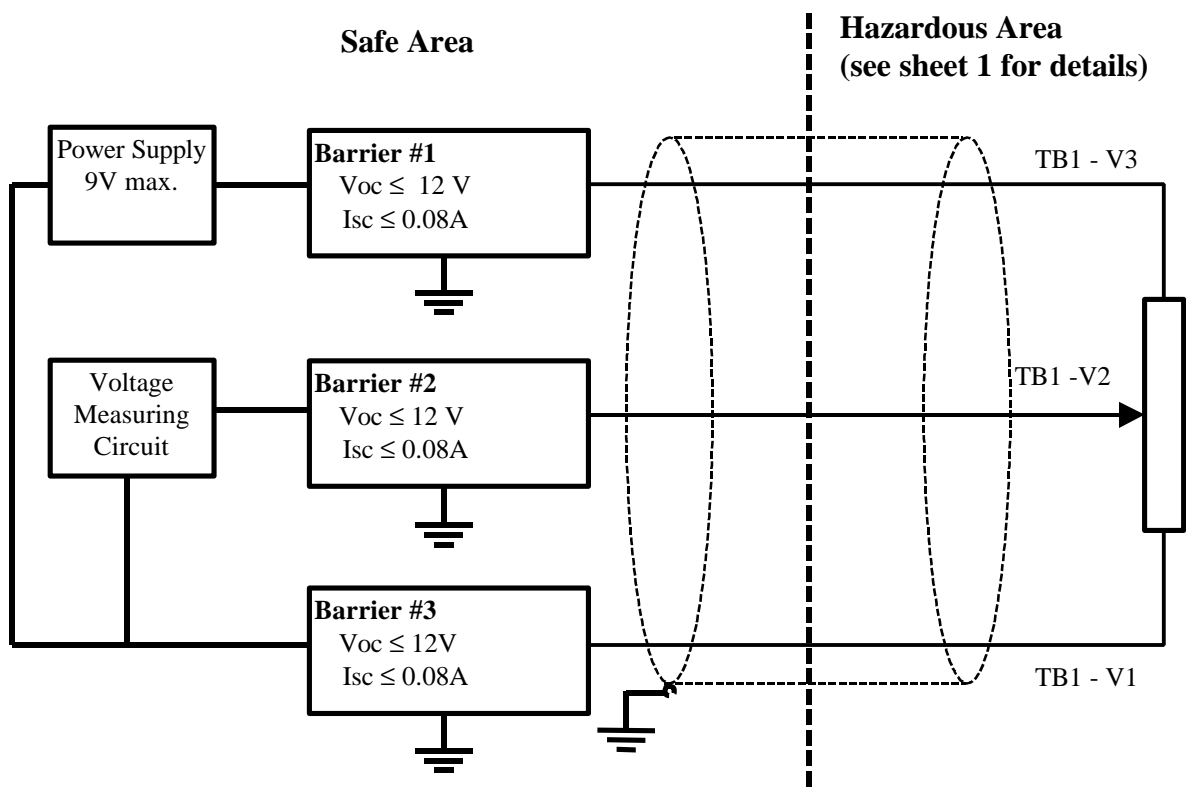 Safe Area
Hazardous Area
(see sheet 1 for details)
Power Supply
9V max.
Barrier #1
Voc ≤ 12 V
Isc ≤ 0.08A
TB1 - V3
Voltage
Measuring
Circuit
Barrier #2
Voc ≤ 12 V
Isc ≤ 0.08A
TB1 -V2
Barrier #3
Voc ≤ 12V
Isc ≤ 0.08A
TB1 - V1